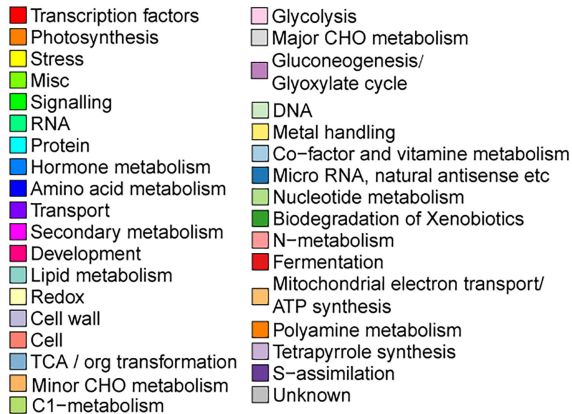 Transcription factors
Photosynthesis
Stress
Misc
Signalling
RNA
Protein
Hormone metabolism
Amino acid metabolism
Transport
Secondary metabolism
Development
Lipid metabolism
Redox
Cell wall
Cell
TCA / org transformation
Minor CHO metabolism
C1−metabolism
Glycolysis
Major CHO metabolism
Gluconeogenesis/
Glyoxylate cycle
DNA
Metal handling
Co−factor and vitamine metabolism
Micro RNA, natural antisense etc
Nucleotide metabolism
Biodegradation of Xenobiotics
N−metabolism
Fermentation
Mitochondrial electron transport/
ATP synthesis
Polyamine metabolism
Tetrapyrrole synthesis
S−assimilation
Unknown